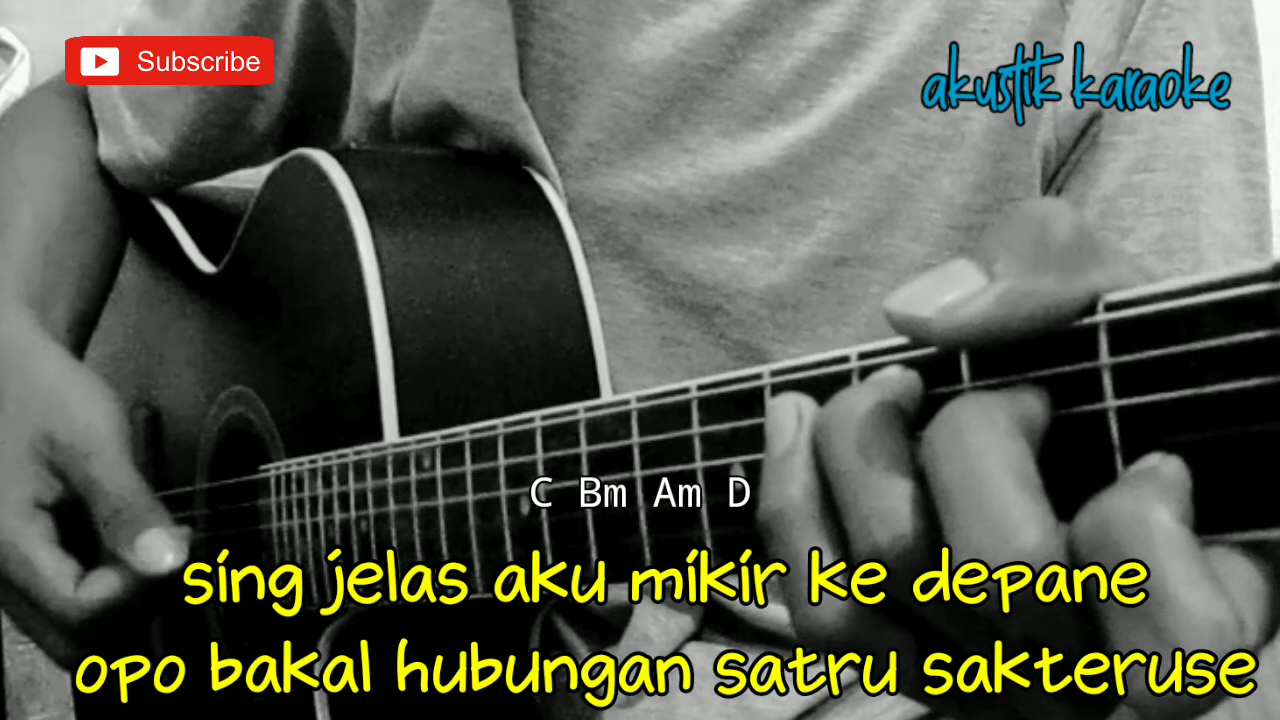 Subscribe
akustik karaoke
C Bm Am D
sing jelas aku mikir ke depane
opo bakal hubungan satru sakteruse